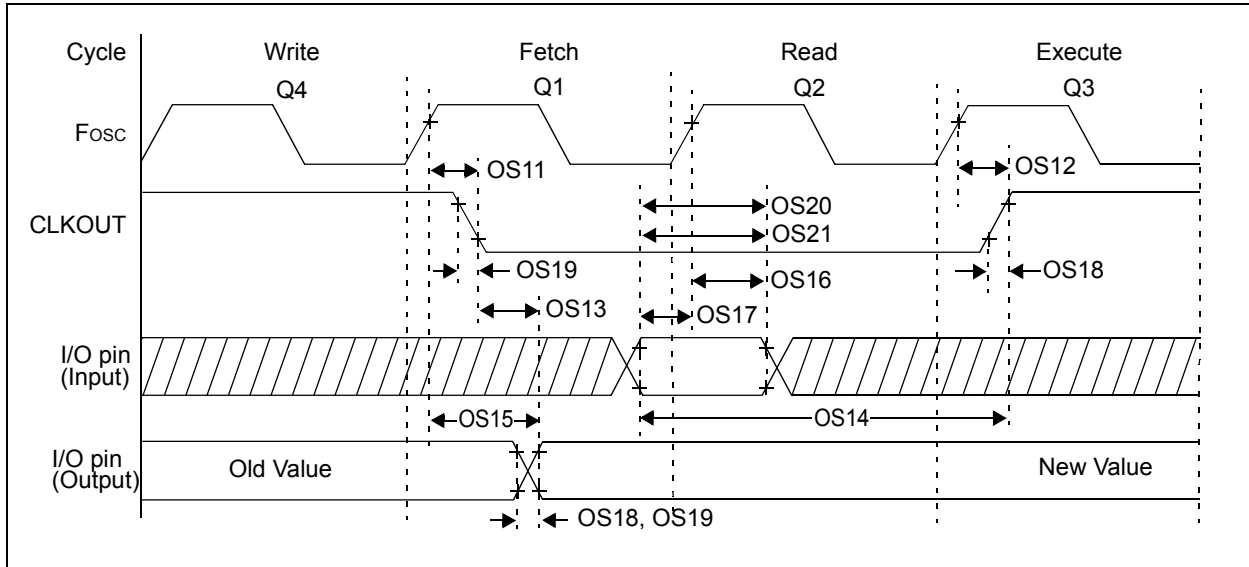 Cycle Write Fetch Read Execute
Q4 Q1 Q2 Q3
Fosc
OS11 OS12
CLKOUT
OS20
OS21
OS19 OS16 OS18
OS13 OS17
I/O pin
(Input)
OS15 OS14
I/O pin
(Output)
Old Value New Value
OS18, OS19